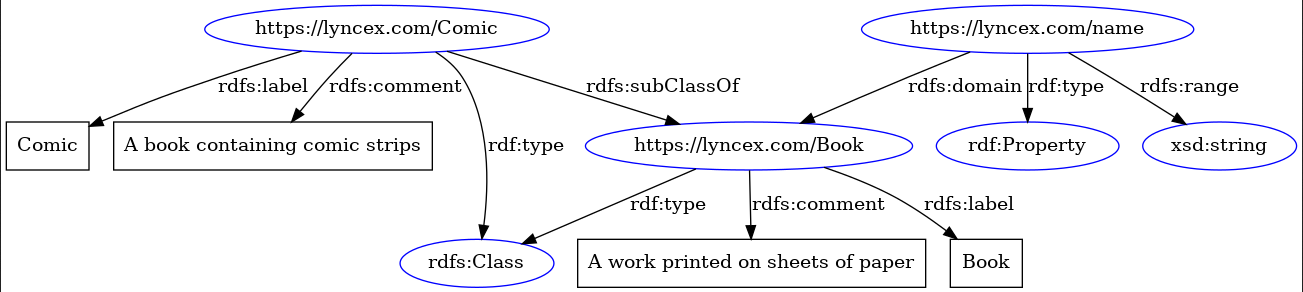 https://lyncex.com/Comic
https://lyncex.com/name
rdfs:label
rdfs:comment
rdfs:subClassOf
rdfs:domain
rdf:type
rdfs:range
Comic
A book containing comic strips
rdf:type
https://lyncex.com/Book
rdf:Property
xsd:string
rdf:type
rdfs:comment
rdfs:label
rdfs:Class
A work printed on sheets of paper
Book